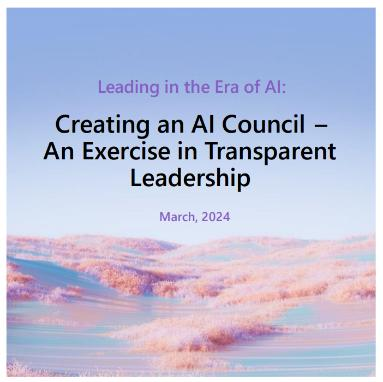 Leading in the Era of AI:
Creating an AI Council –
An Exercise in Transparent
Leadership
March, 2024